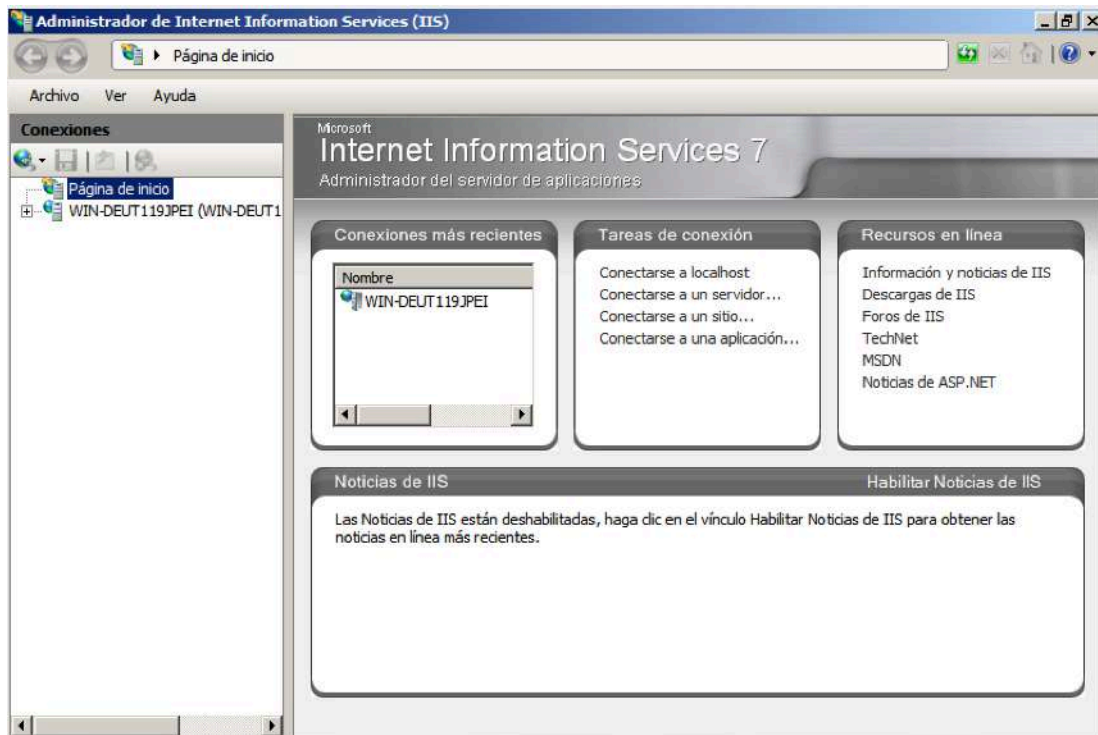 Administrador de Internet Information Services (IIS)
Página de inicio
Archivo Ver Ayuda
Conexiones
Página de inicio
WIN-DEUT119JPEI (WIN-DEUT1
Microsoft
Internet Information Services 7
Administrador del servidor de aplicaciones
Conexiones más recientes
Nombre
WIN-DEUT119JPEI
Tareas de conexión
Conectarse a localhost
Conectarse a un servidor...
Conectarse a un sitio...
Conectarse a una aplicación...
Recursos en línea
Información y noticias de IIS
Descargas de IIS
Foros de IIS
TechNet
MSDN
Noticias de ASP.NET
Noticias de IIS
Habilitar Noticias de IIS
Las Noticias de IIS están deshabilitadas, haga clic en el vínculo Habilitar Noticias de IIS para obtener las
noticias en línea más recientes.